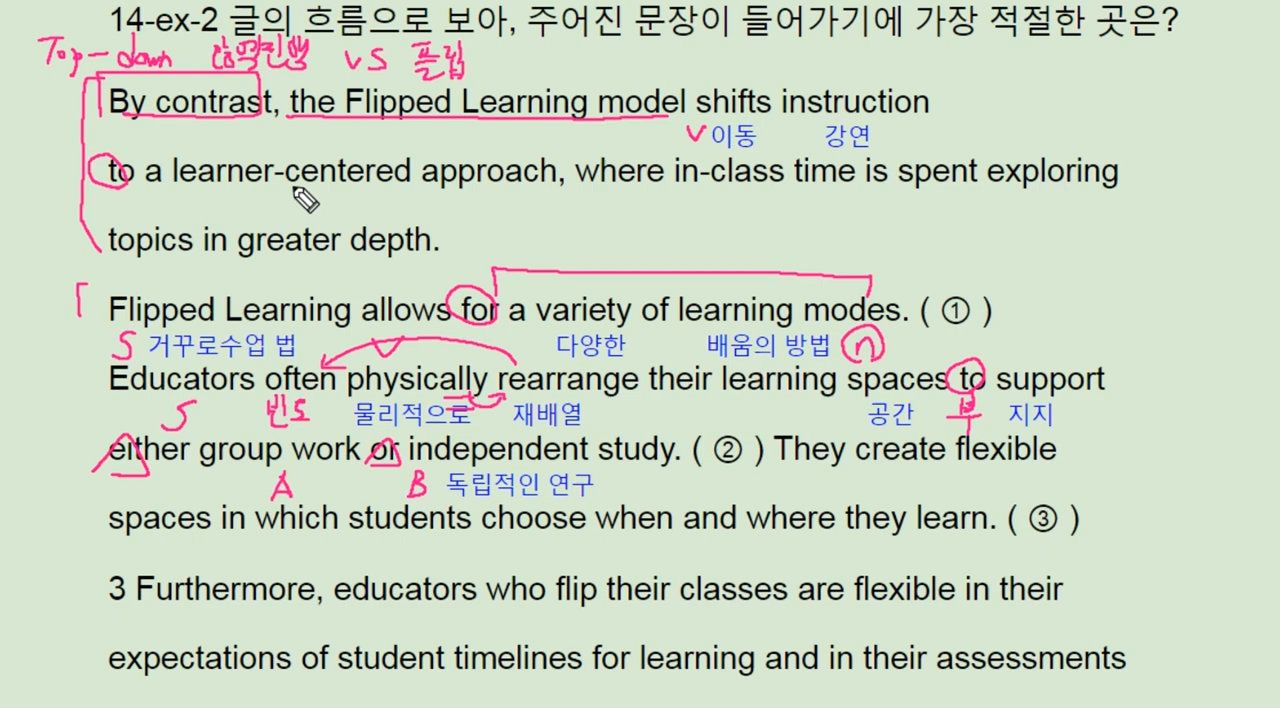 14-ex-2 글의 흐름으로 보아, 주어진 문장이 들어가기에 가장 적절한 곳은?
Top-down vs 플립
By contrast, the Flipped Learning model shifts instruction
V 이동 강연
to a learner-centered approach, where in-class time is spent exploring
topics in greater depth.
Flipped Learning allows for a variety of learning modes. ( ① )
S 거꾸로수업 법 다양한 배움의 방법 n
Educators often physically rearrange their learning spaces to support
S 빈도 물리적으로 재배열 공간 부 지지
either group work or independent study. ( ② ) They create flexible
A B 독립적인 연구
spaces in which students choose when and where they learn. ( ③ )
3 Furthermore, educators who flip their classes are flexible in their
expectations of student timelines for learning and in their assessments